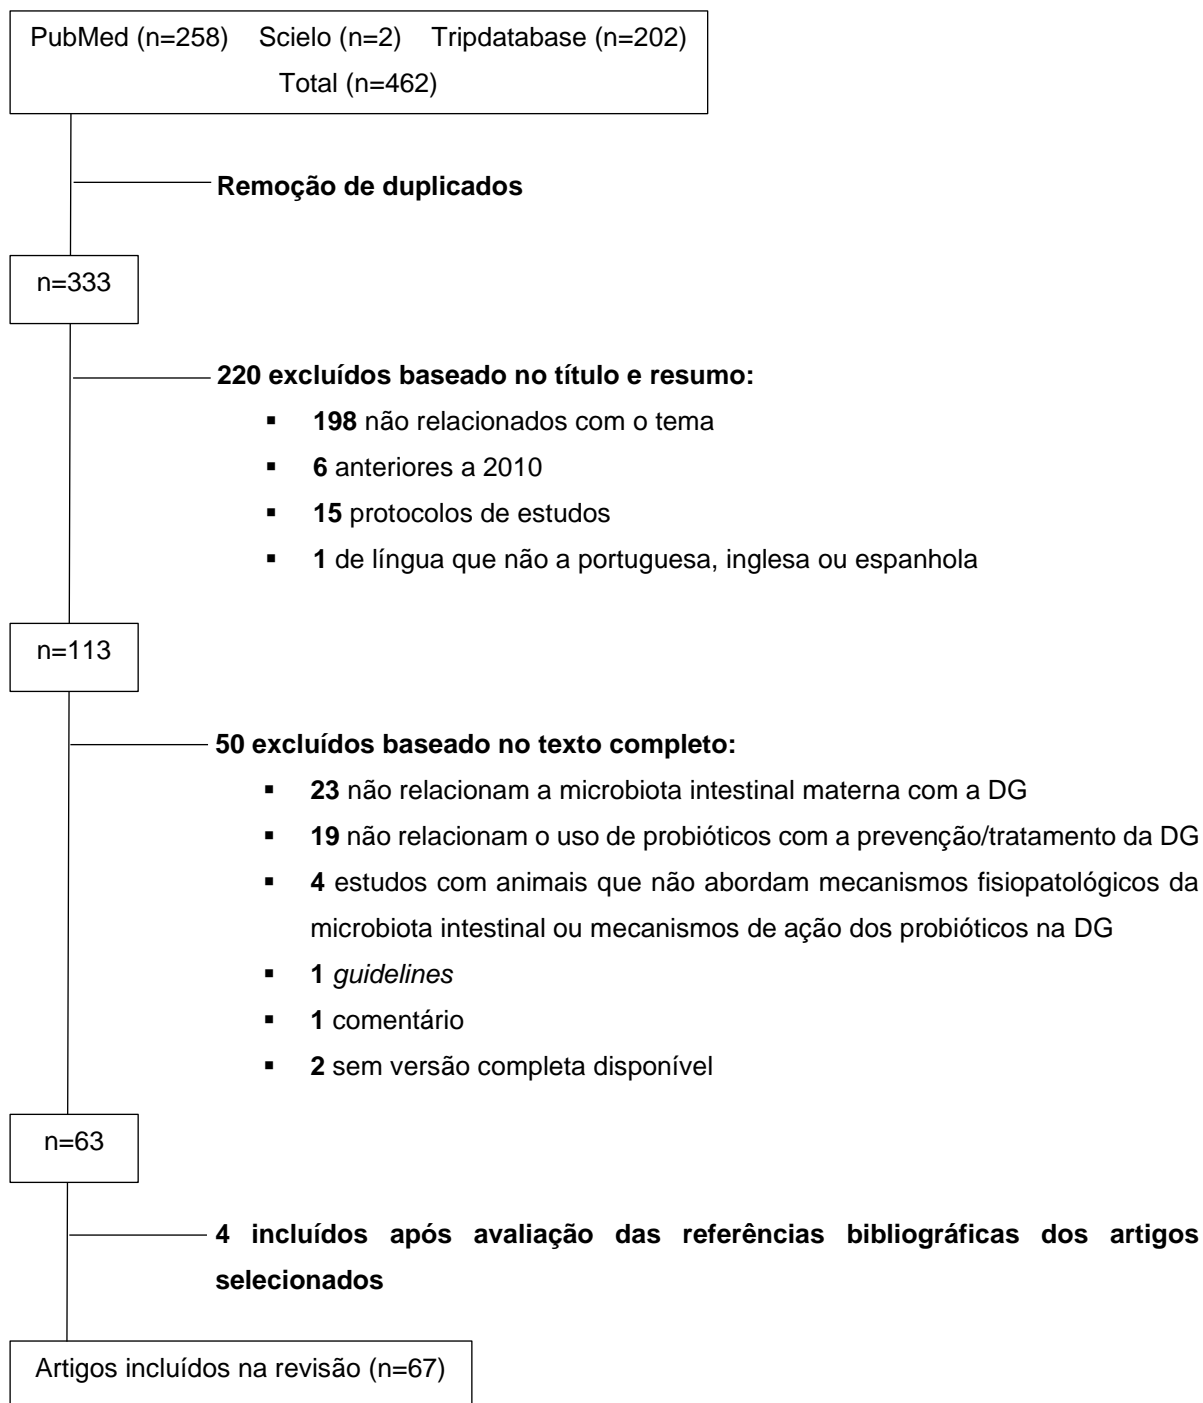 PubMed (n=258) Scielo (n=2) Tripdatabase (n=202)
Total (n=462)
Remoção de duplicados
n=333
220 excluídos baseado no título e resumo:
▪ 198 não relacionados com o tema
▪ 6 anteriores a 2010
▪ 15 protocolos de estudos
▪ 1 de língua que não a portuguesa, inglesa ou espanhola
n=113
50 excluídos baseado no texto completo:
▪ 23 não relacionam a microbiota intestinal materna com a DG
▪ 19 não relacionam o uso de probióticos com a prevenção/tratamento da DG
▪ 4 estudos com animais que não abordam mecanismos fisiopatológicos da
microbiota intestinal ou mecanismos de ação dos probióticos na DG
▪ 1 guidelines
▪ 1 comentário
▪ 2 sem versão completa disponível
n=63
4 incluídos após avaliação das referências bibliográficas dos artigos
selecionados
Artigos incluídos na revisão (n=67)